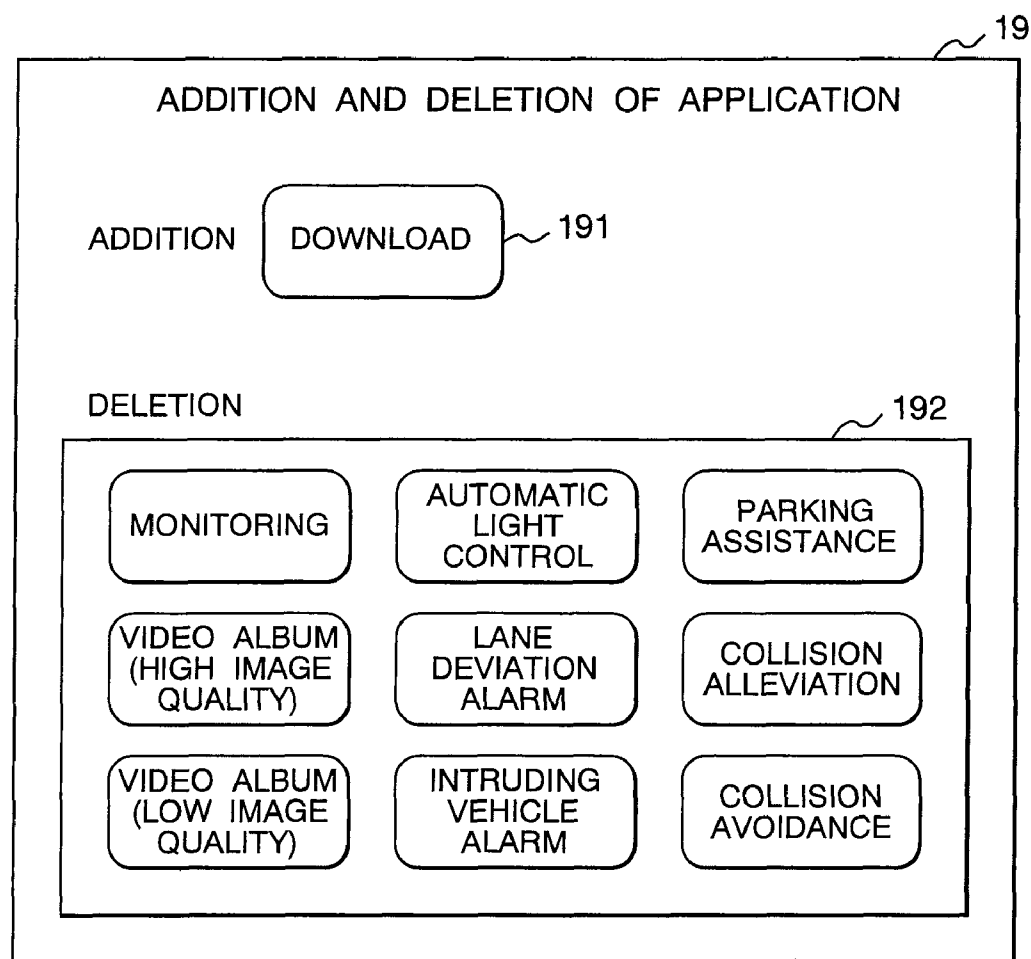 19
ADDITION AND DELETION OF APPLICATION
ADDITION
DOWNLOAD
191
DELETION
192
MONITORING
AUTOMATIC
LIGHT
CONTROL
PARKING
ASSISTANCE
VIDEO ALBUM
(HIGH IMAGE
QUALITY)
LANE
DEVIATION
ALARM
COLLISION
ALLEVIATION
VIDEO ALBUM
(LOW IMAGE
QUALITY)
INTRUDING
VEHICLE
ALARM
COLLISION
AVOIDANCE